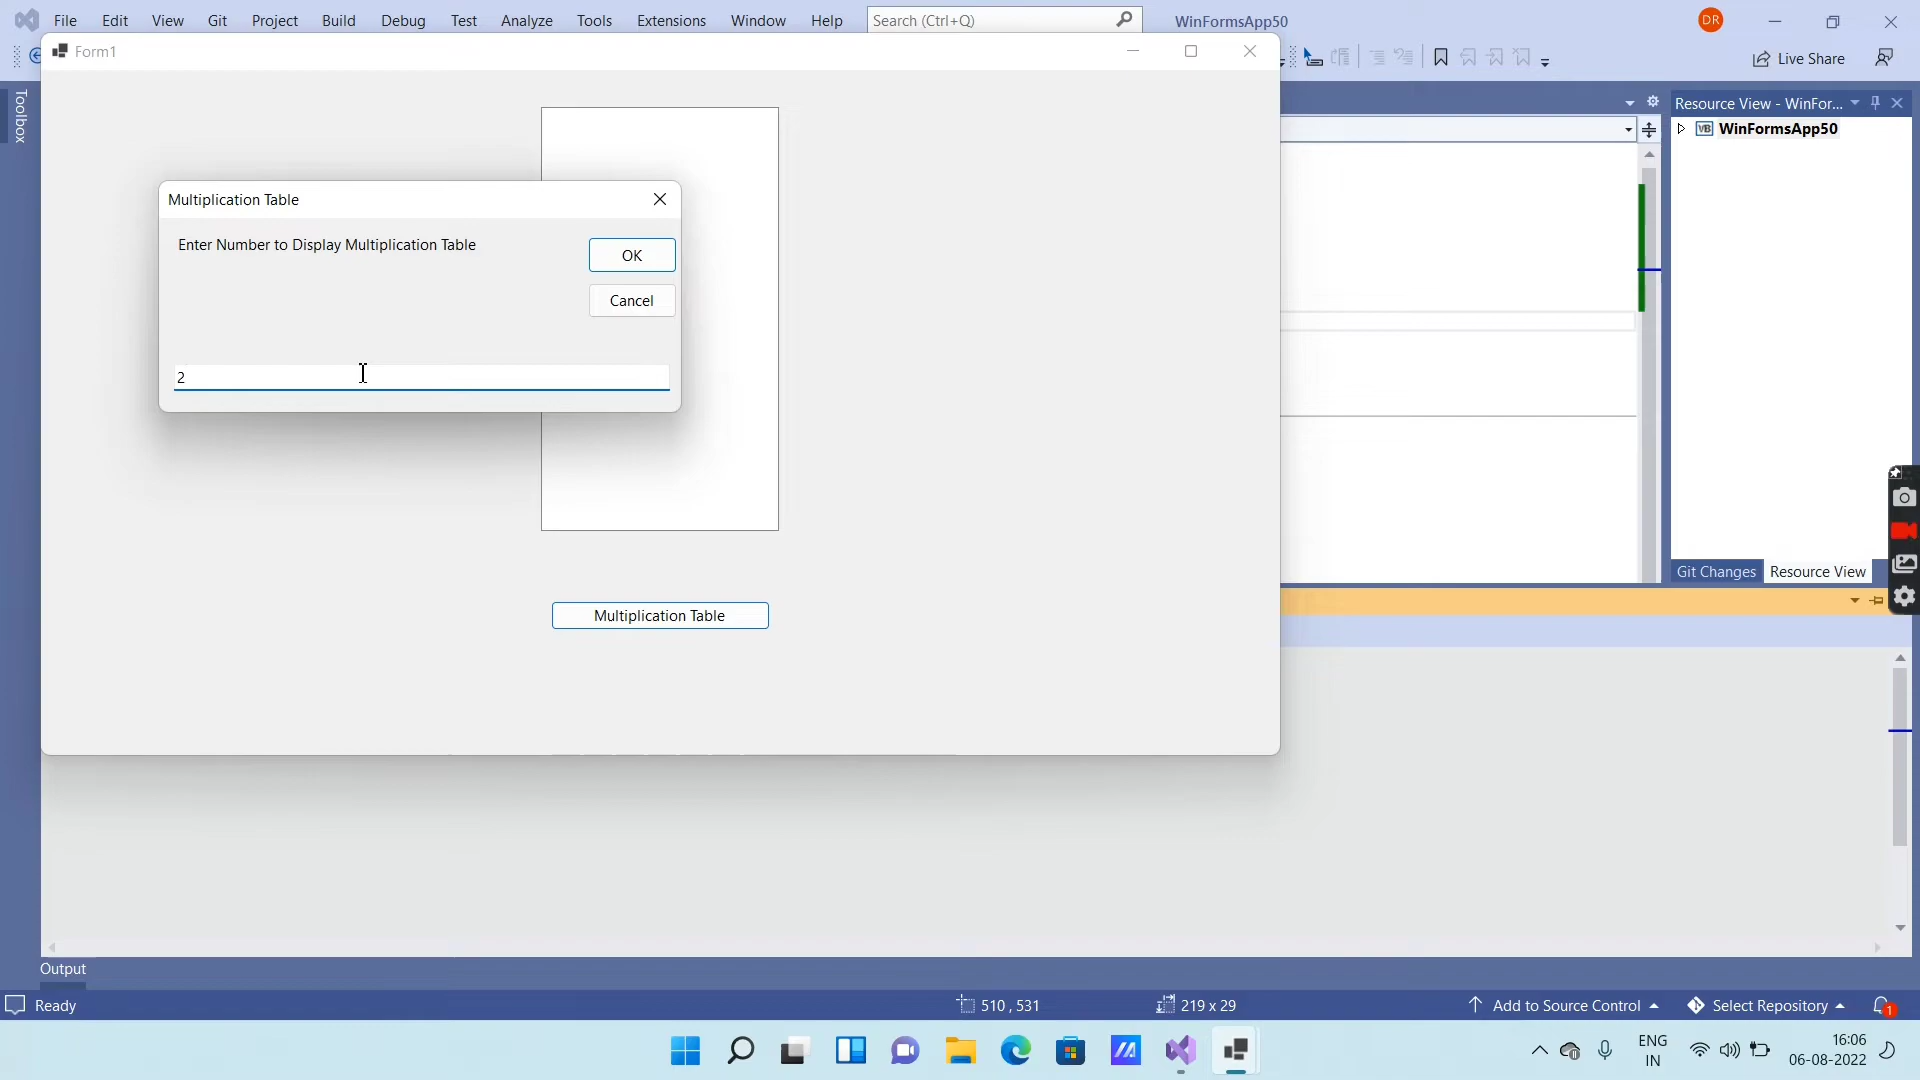 File Edit View Git Project Build Debug Test Analyze Tools Extensions Window Help Search (Ctrl+Q) WinFormsApp50 DR
Form1
Live Share
Toolbox
Resource View - WinFor...
VB WinFormsApp50
Multiplication Table
Enter Number to Display Multiplication Table
OK
Cancel
2
Git Changes Resource View
Multiplication Table
Output
Ready 510 , 531 219 x 29 Add to Source Control Select Repository 1
ENG
IN
16:06
06-08-2022